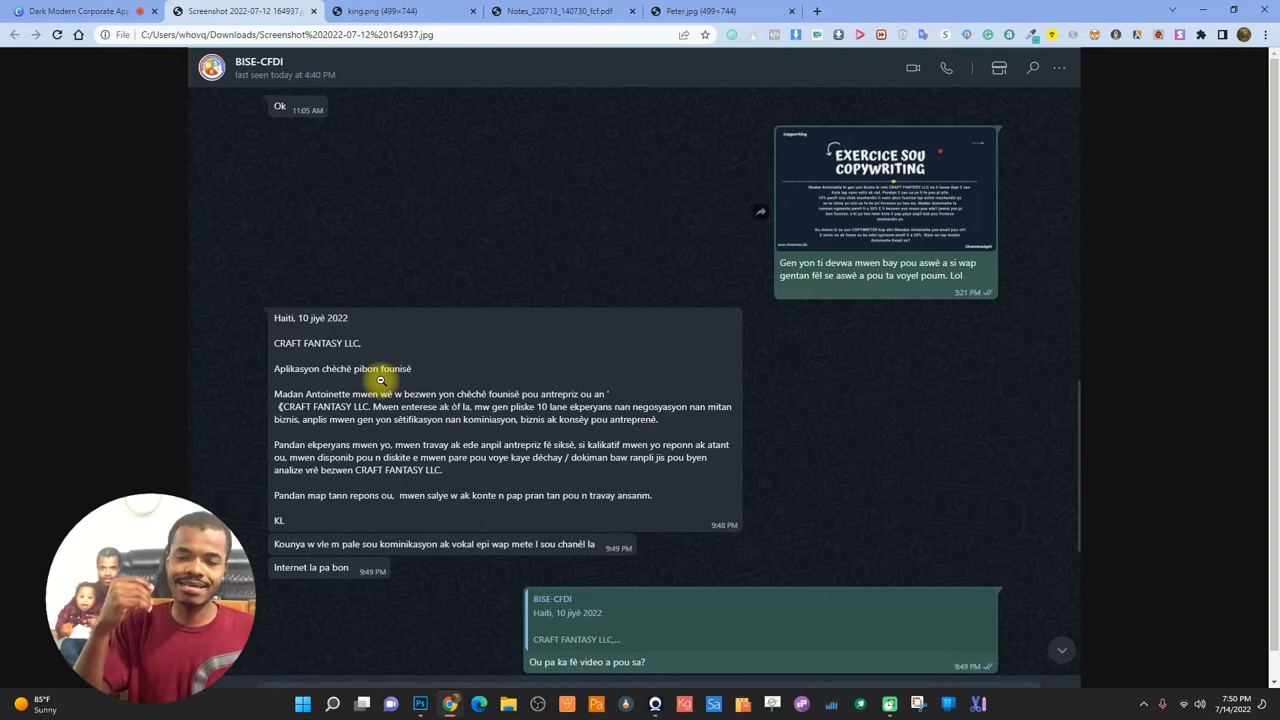 Dark Modern Corporate App
Screenshot 2022-07-12 164937.jp
king.jpg (499×744)
Notes_220713_140730_fcf.pdf
Peter.jpg (499×744)
File
C:/Users/whovq/Downloads/Screenshot%202022-07-12%20164937.jpg
BISE-CFDI
last seen today at 4:40 PM
Ok
11:05 AM
Copywriting
EXERCICE SOU
COPYWRITING
Gen yon ti devwa mwen bay pou aswè a si wap
gentan fèl se aswè a pou ta voyel poum. Lol
3:21 PM
Haiti, 10 jiyè 2022
CRAFT FANTASY LLC,
Aplikasyon chèchè pibon founisè
Madan Antoinette mwen wè w bezwen yon chèchè founisè pou antrepriz ou an '
《CRAFT FANTASY LLC. Mwen enterese ak òf la, mw gen pliske 10 lane ekperyans nan negosyasyon nan mitan
biznis, anplis mwen gen yon sètifikasyon nan kominiasyon, biznis ak konsèy pou antreprenè.
Pandan ekperyans mwen yo, mwen travay ak ede anpil antrepriz fè siksè, si kalikatif mwen yo reponn ak atant
ou, mwen disponib pou n diskite e mwen pare pou voye kaye dèchay / dokiman baw ranpli jis pou byen
analize vrè bezwen CRAFT FANTASY LLC.
Pandan map tann repons ou, mwen salye w ak konte n pap pran tan pou n travay ansanm.
KL
9:48 PM
Kounya w vle m pale sou kominikasyon ak vokal epi wap mete l sou chanèl la
9:49 PM
Internet la pa bon
9:49 PM
BISE-CFDI
Haiti, 10 jiyè 2022
CRAFT FANTASY LLC,...
Ou pa ka fè video a pou sa?
9:49 PM
85°F
Sunny
7:50 PM
7/14/2022